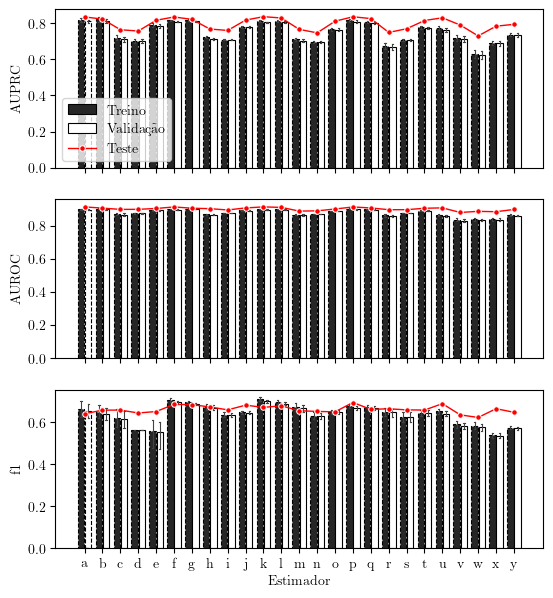 0.8
0.6
0.4
0.2
0.0
AUPRC
Treino
Validação
Teste
0.8
0.6
0.4
0.2
0.0
AUROC
0.6
0.4
0.2
0.0
f1
a b c d e f g h i j k l m n o p q r s t u v w x y
Estimador